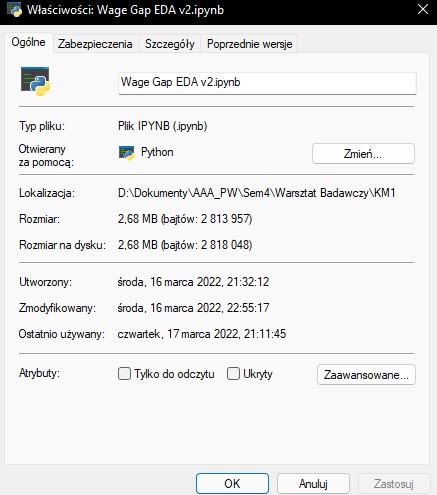 Właściwości: Wage Gap EDA v2.ipynb
Ogólne Zabezpieczenia Szczegóły Poprzednie wersje
Wage Gap EDA v2.ipynb
Typ pliku: Plik IPYNB (.ipynb)
Otwierany za pomocą: Python Zmień...
Lokalizacja: D:\Dokumenty\AAA_PW\Sem4\Warsztat Badawczy\KM1
Rozmiar: 2,68 MB (bajtów: 2 813 957)
Rozmiar na dysku: 2,68 MB (bajtów: 2 818 048)
Utworzony: środa, 16 marca 2022, 21:32:12
Zmodyfikowany: środa, 16 marca 2022, 22:55:17
Ostatnio używany: czwartek, 17 marca 2022, 21:11:45
Atrybuty: Tylko do odczytu Ukryty Zaawansowane...
OK Anuluj Zastosuj